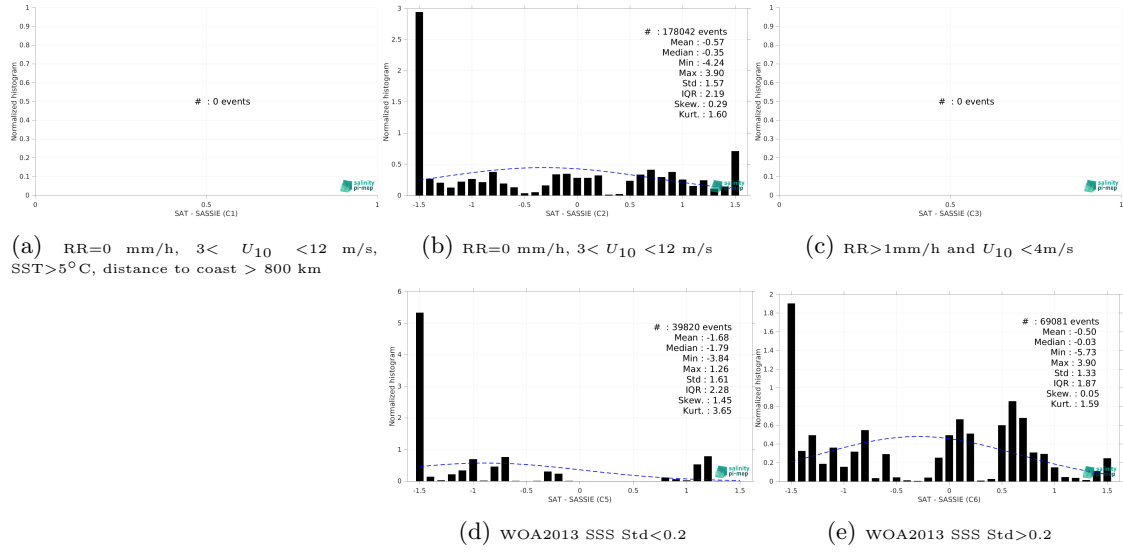 1
0.9
0.8
0.7
0.6
0.5
0.4
0.3
0.2
0.1
0
Normalized histogram
# : 0 events
0
0.5
1
SAT - SASSIE (C1)
salinity
pi-mep
(a) RR=0 mm/h, 3< U10 <12 m/s,
SST>5°C, distance to coast > 800 km
3
2.5
2
1.5
1
0.5
0
Normalized histogram
# : 178042 events
Mean : -0.57
Median : -0.35
Min : -4.24
Max : 3.90
Std : 1.57
IQR : 2.19
Skew. : 0.29
Kurt. : 1.60
-1.5
-1
-0.5
0
0.5
1
1.5
SAT - SASSIE (C2)
salinity
pi-mep
(b) RR=0 mm/h, 3< U10 <12 m/s
1
0.9
0.8
0.7
0.6
0.5
0.4
0.3
0.2
0.1
0
Normalized histogram
# : 0 events
0
0.5
1
SAT - SASSIE (C3)
salinity
pi-mep
(c) RR>1mm/h and U10 <4m/s
6
5
4
3
2
1
0
Normalized histogram
# : 39820 events
Mean : -1.68
Median : -1.79
Min : -3.84
Max : 1.26
Std : 1.61
IQR : 2.28
Skew. : 1.45
Kurt. : 3.65
-1.5
-1
-0.5
0
0.5
1
1.5
SAT - SASSIE (C5)
salinity
pi-mep
(d) WOA2013 SSS Std<0.2
2
1.8
1.6
1.4
1.2
1
0.8
0.6
0.4
0.2
0
Normalized histogram
# : 69081 events
Mean : -0.50
Median : -0.03
Min : -5.73
Max : 3.90
Std : 1.33
IQR : 1.87
Skew. : 0.05
Kurt. : 1.59
-1.5
-1
-0.5
0
0.5
1
1.5
SAT - SASSIE (C6)
salinity
pi-mep
(e) WOA2013 SSS Std>0.2